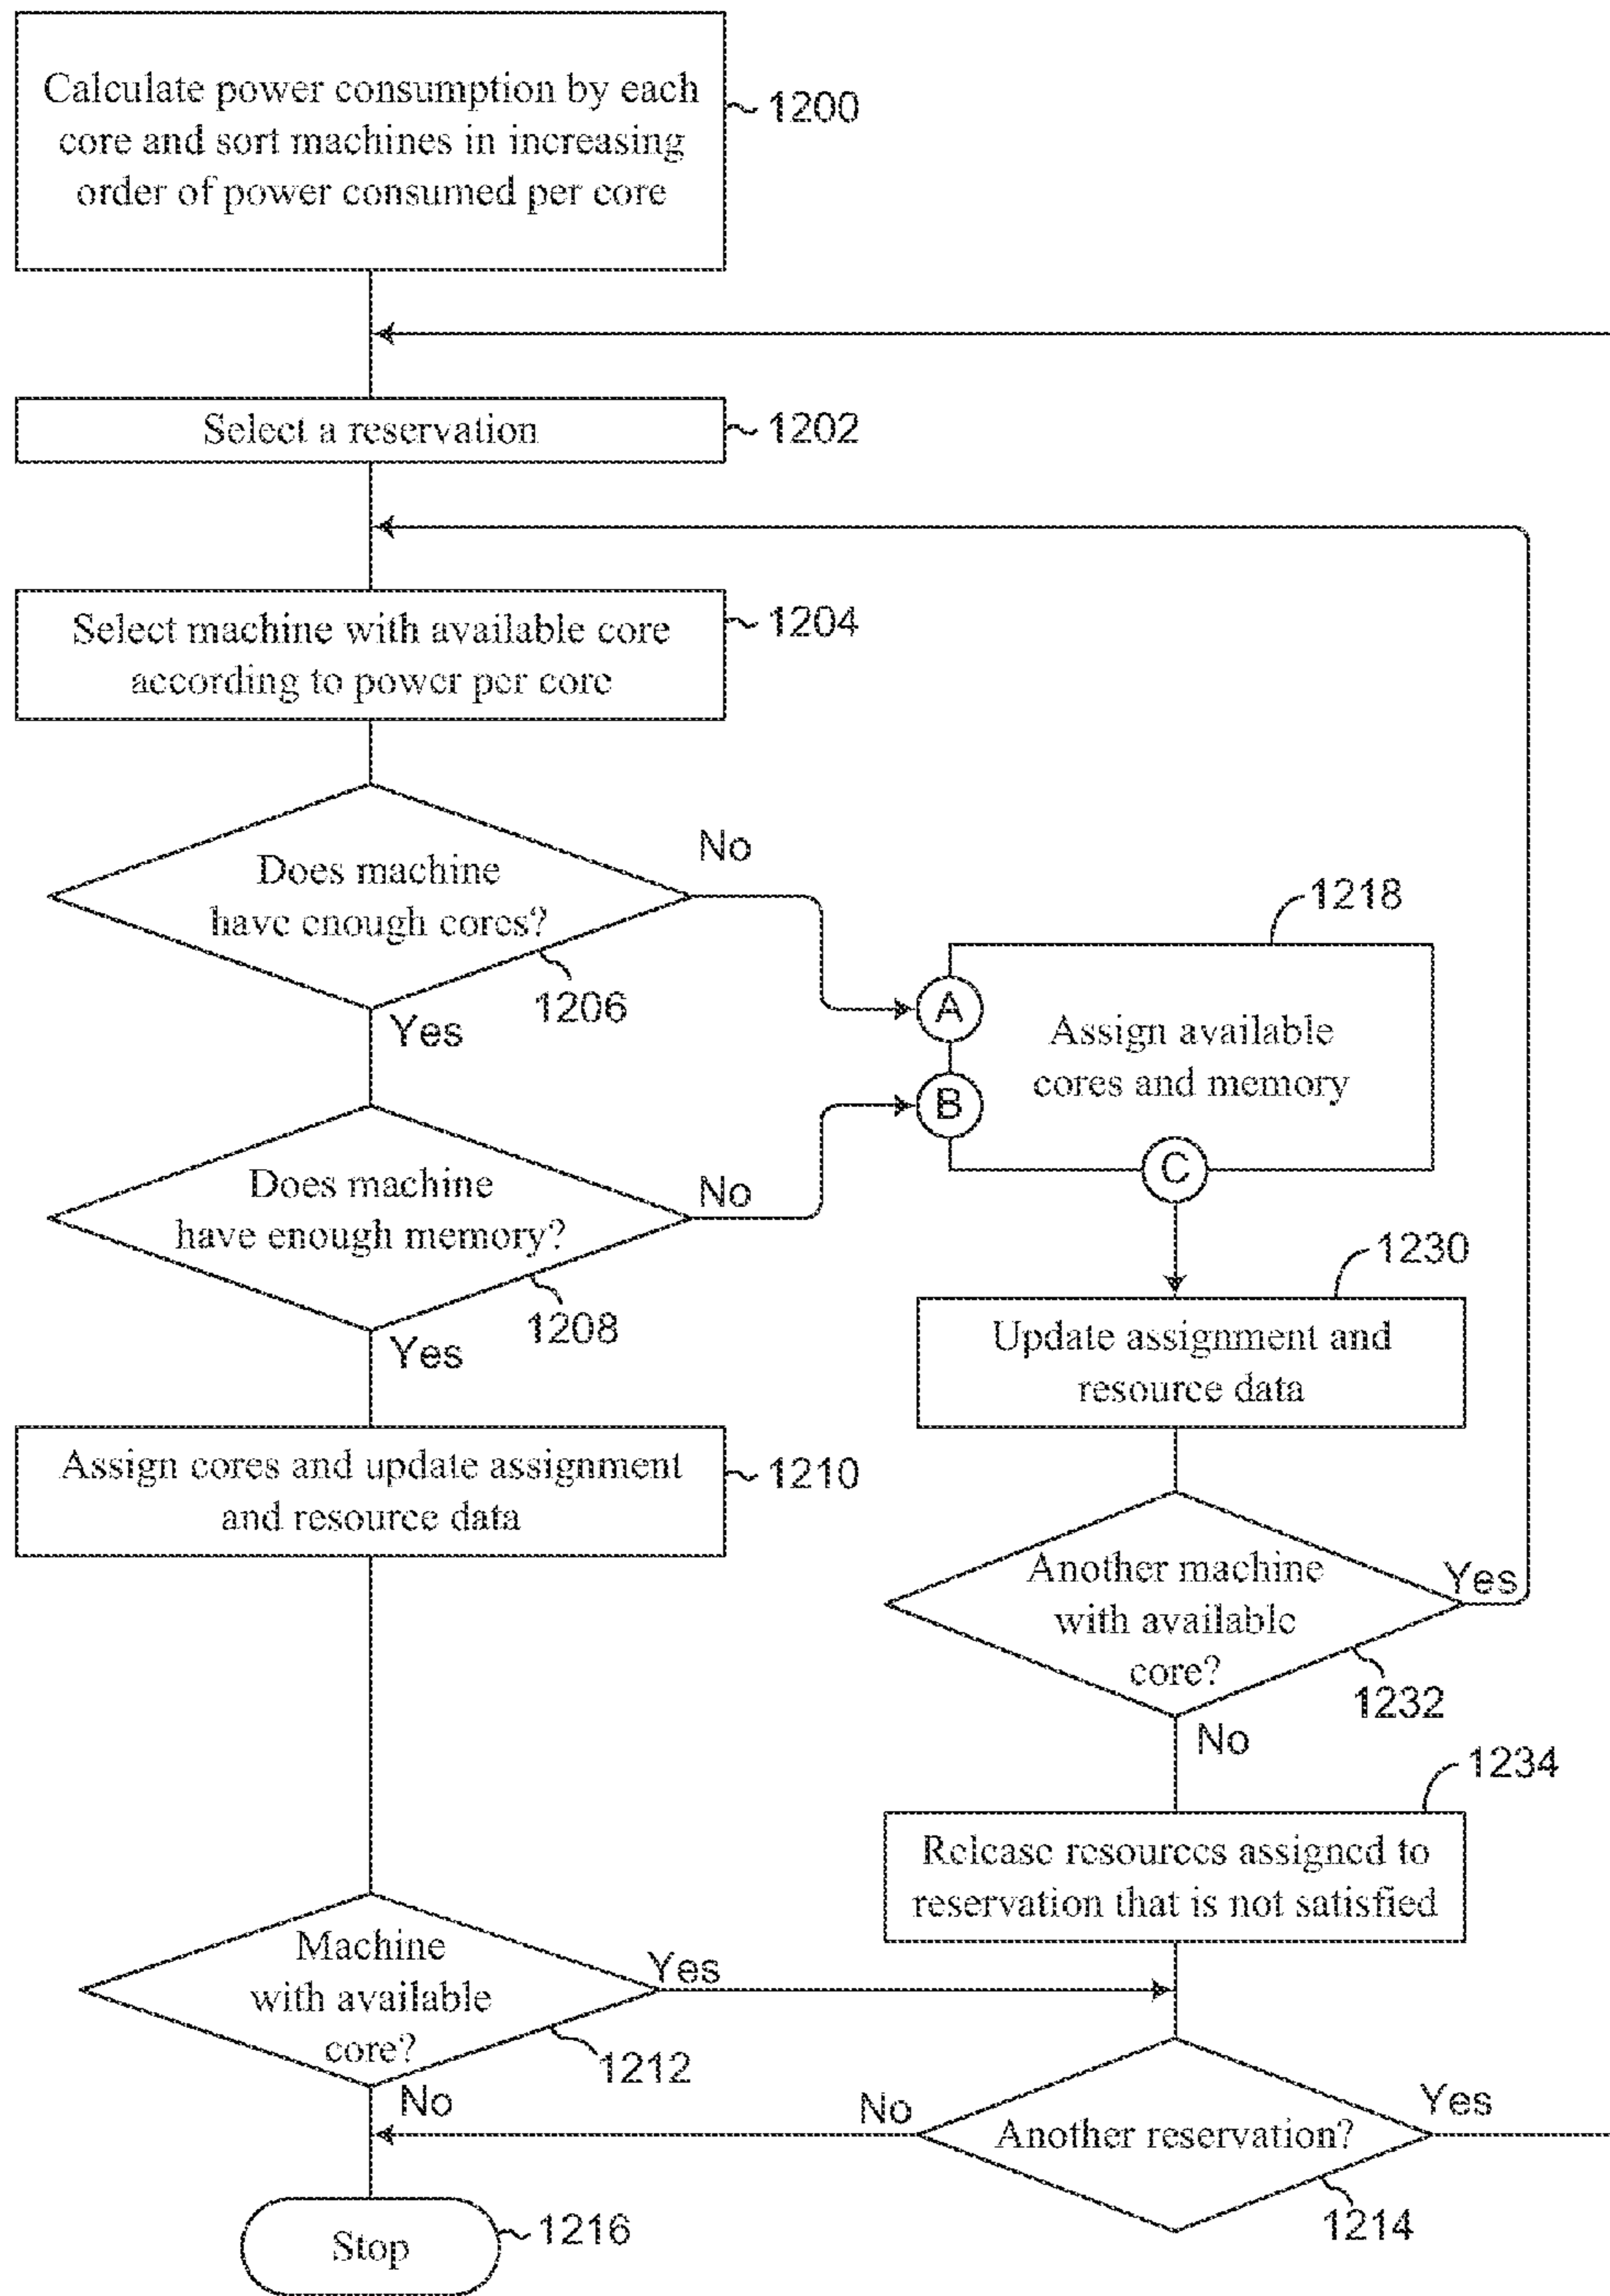 Calculate power consumption by each
core and sort machines in increasing
order of power consumed per core
1200
Select a reservation
1202
Select machine with available core
according to power per core
1204
Does machine
have enough cores?
1206
No
Yes
1218
A
B
Assign available
cores and memory
C
Does machine
have enough memory?
1208
No
Yes
1230
Update assignment and
resource data
Assign cores and update assignment
and resource data
1210
Another machine
with available
core?
Yes
1232
No
1234
Release resources assigned to
reservation that is not satisfied
Machine
with available
core?
Yes
1212
No
Another reservation?
No
Yes
1214
Stop
1216